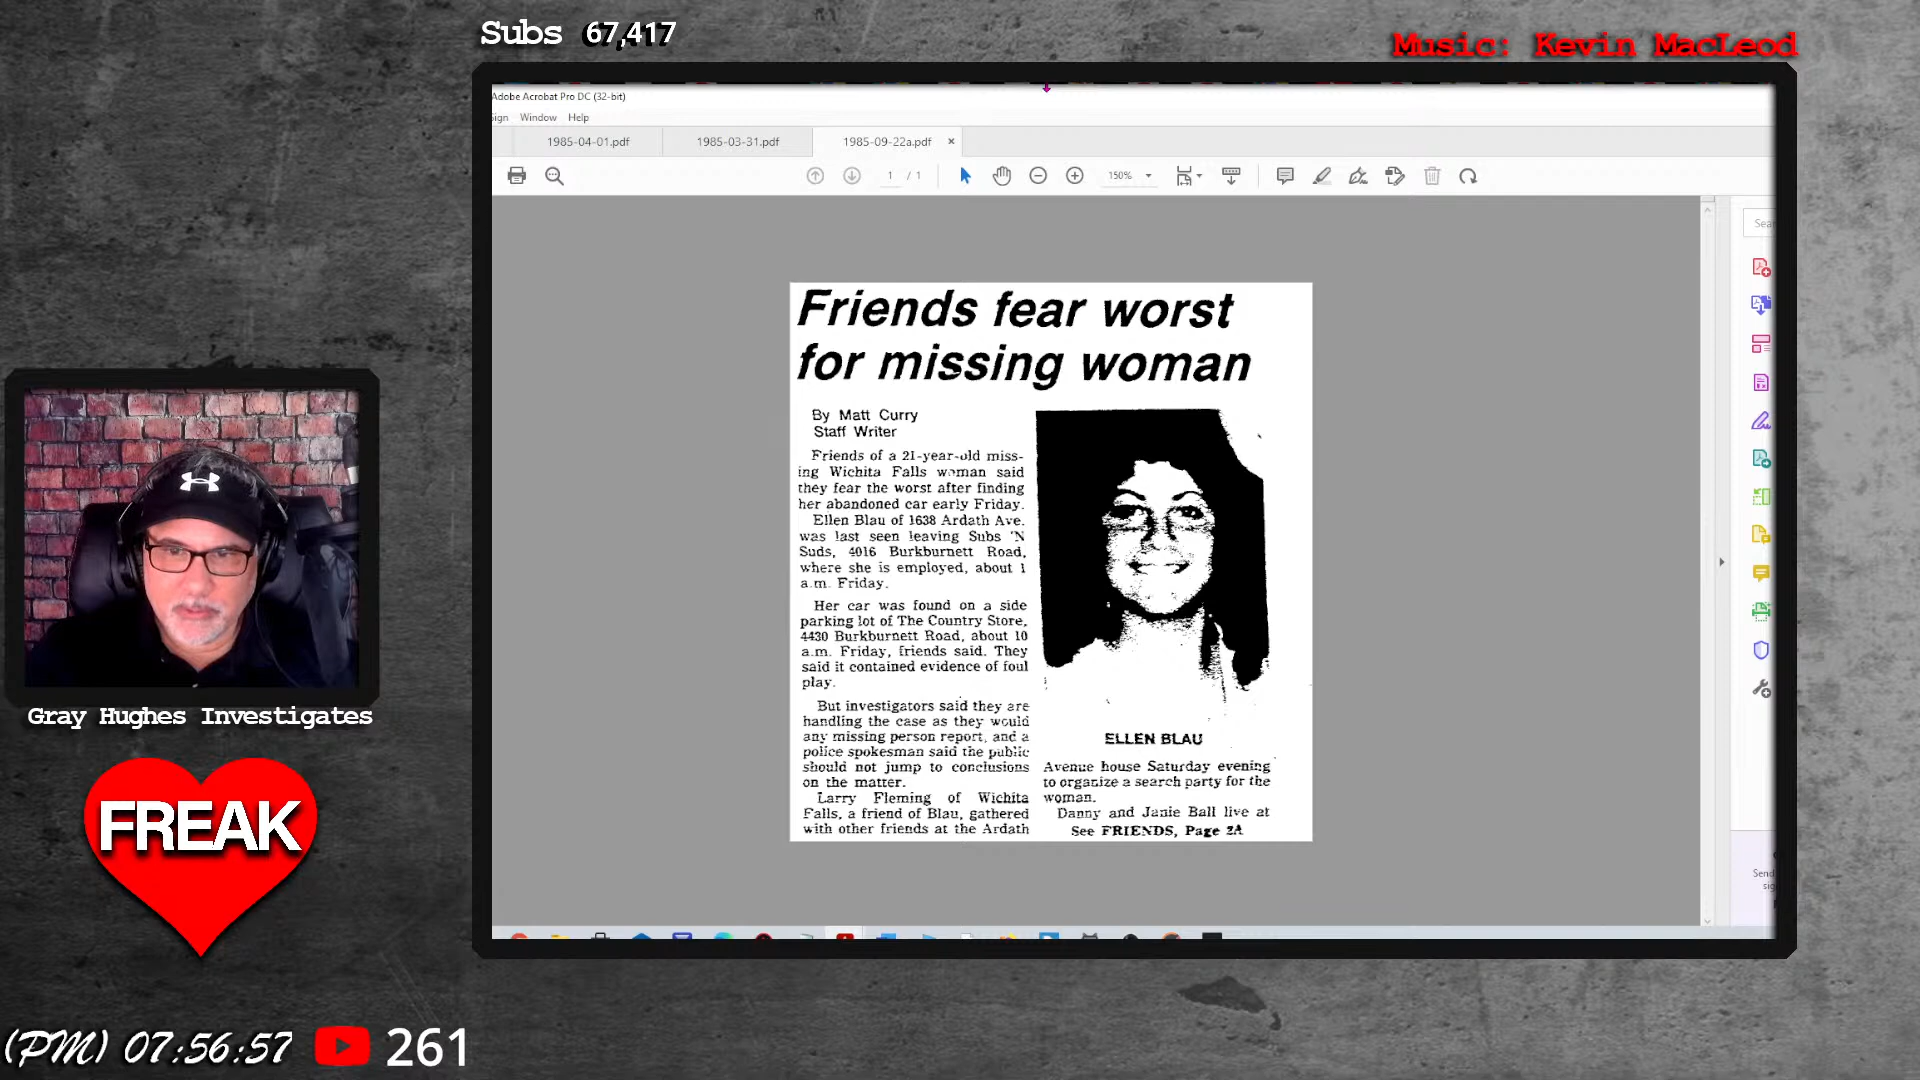 Subs 67,417
Music: Kevin MacLeod
Adobe Acrobat Pro DC (32-bit)
Sign Window Help
1985-04-01.pdf 1985-03-31.pdf 1985-09-22a.pdf ×
1 / 1 150%
Sea
Friends fear worst
for missing woman
By Matt Curry
Staff Writer
Friends of a 21-year-old miss-
ing Wichita Falls woman said
they fear the worst after finding
her abandoned car early Friday.
Ellen Blau of 1638 Ardath Ave.
was last seen leaving Subs 'N
Suds, 4016 Burkburnett Road,
where she is employed, about 1
a.m. Friday.
Her car was found on a side
parking lot of The Country Store,
4430 Burkburnett Road, about 10
a.m. Friday, friends said. They
said it contained evidence of foul
play.
But investigators said they are
handling the case as they would
any missing person report, and a
police spokesman said the public
should not jump to conclusions
on the matter.
Larry Fleming of Wichita
Falls, a friend of Blau, gathered
with other friends at the Ardath
ELLEN BLAU
Avenue house Saturday evening
to organize a search party for the
woman.
Danny and Janie Ball live at
See FRIENDS, Page 2A
Send
Gray Hughes Investigates
FREAK
(PM) 07:56:57 261